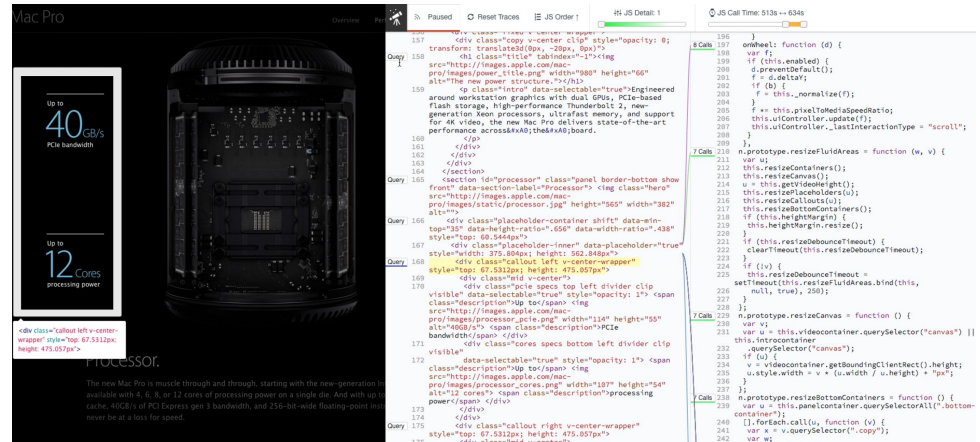 Mac Pro
Overview
Up to
40GB/s
PCIe bandwidth
Up to
12 Cores
processing power
<div class="callout left v-center-
wrapper" style="top: 67.5312px;
height: 475.057px">
Processor.
The new Mac Pro is muscle through and through, starting with the new-generation In
available with 4, 6, 8, or 12 cores of processing power on a single die. And with up to
cache, 40GB/s of PCI Express gen 3 bandwidth, and 256-bit-wide floating-point inst
never be at a loss for speed.
Paused
Reset Traces
JS Order ↑
JS Detail: 1
JS Call Time: 513s ↔ 634s
157 <div class="copy v-center clip" style="opacity: 0;
transform: translate3d(0px, -20px, 0px)">
Query 158 <h1 class="title" tabindex="-1"><img
src="http://images.apple.com/mac-
pro/images/power_title.png" width="980" height="66"
alt="The new power structure."></h1>
159 <p class="intro" data-selectable="true">Engineered
around workstation graphics with dual GPUs, PCIe-based
flash storage, high-performance Thunderbolt 2, new-
generation Xeon processors, ultrafast memory, and support
for 4K video, the new Mac Pro delivers state-of-the-art
performance across&#xA0;the&#xA0;board.
160 </p>
161 </div>
162 </div>
163 </div>
164 </section>
Query 165 <section id="processor" class="panel border-bottom show
front" data-section-label="Processor"> <img class="hero"
src="http://images.apple.com/mac-
pro/images/static/processor.jpg" height="565" width="382"
alt="">
Query 166 <div class="placeholder-container shift" data-min-
top="35" data-height-ratio=".656" data-width-ratio=".438"
style="top: 60.5444px">
167 <div class="placeholder-inner" data-placeholder="true"
style="width: 375.804px; height: 562.848px">
Query 168 <div class="callout left v-center-wrapper"
style="top: 67.5312px; height: 475.057px">
169 <div class="mid v-center">
170 <div class="pcie specs top left divider clip
visible" data-selectable="true" style="opacity: 1"> <span
class="description">Up to</span> <img
src="http://images.apple.com/mac-
pro/images/processor_pcie.png" width="114" height="55"
alt="40GB/s"> <span class="description">PCIe
bandwidth</span> </div>
171 <div class="cores specs bottom left divider clip
visible"
172 data-selectable="true" style="opacity: 1"> <span
class="description">Up to</span> <img
src="http://images.apple.com/mac-
pro/images/processor_cores.png" width="187" height="54"
alt="12 cores"> <span class="description">processing
power</span> </div>
173 </div>
174 </div>
Query 175 <div class="callout right v-center-wrapper"
style="top: 67.5312px; height: 475.057px">
196 }
8 Calls 197 onWheel: function (d) {
198 var f;
199 if (this.enabled) {
200 d.preventDefault();
201 f = d.deltaY;
202 if (b) {
203 f = this._normalize(f);
204 }
205 f *= this.pixelToMediaSpeedRatio;
206 this.uiController.update(f);
207 this.uiController._lastInteractionType = "scroll";
208 }
209 },
7 Calls 210 n.prototype.resizeFluidAreas = function (w, v) {
211 var u;
212 this.resizeContainers();
213 this.resizeCanvas();
214 u = this.getVideoHeight();
215 this.resizePlaceholders(u);
216 this.resizeCallouts(u);
217 this.resizeBottomContainers();
218 if (this.heightMargin) {
219 this.heightMargin.resize();
220 }
221 if (this.resizeDebounceTimeout) {
222 clearTimeout(this.resizeDebounceTimeout);
223 }
224 if (!v) {
225 this.resizeDebounceTimeout =
setTimeout(this.resizeFluidAreas.bind(this,
226 null, true), 250);
227 }
228 };
7 Calls 229 n.prototype.resizeCanvas = function () {
230 var v;
231 var u = this.videocontainer.querySelector("canvas") ||
this.introcontainer
232 .querySelector("canvas");
233 if (u) {
234 v = videocontainer.getBoundingClientRect().height;
235 u.style.width = v * (u.width / u.height) + "px";
236 }
237 };
7 Calls 238 n.prototype.resizeBottomContainers = function () {
239 var u = this.panelcontainer.querySelectorAll(".bottom-
container");
240 [].forEach.call(u, function (v) {
241 var x = v.querySelector(".copy");
242 var w;